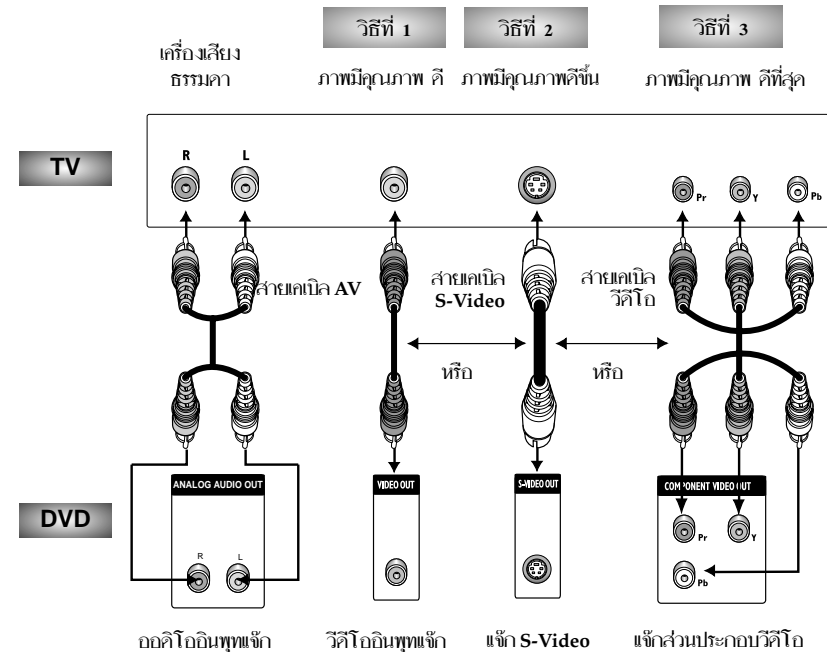 วิธีที่ 1
วิธีที่ 2
วิธีที่ 3
เครื่องเสียง
ธรรมดา
ภาพมีคุณภาพ ดี
ภาพมีคุณภาพดีขึ้น
ภาพมีคุณภาพ ดีที่สุด
TV
R
L
Pr
Y
Pb
สายเคเบิล AV
สายเคเบิล
S-Video
สายเคเบิล
วีดีโอ
หรือ
หรือ
DVD
ANALOG AUDIO OUT
R
L
VIDEO OUT
S-VIDEO OUT
COMPONENT VIDEO OUT
Pr
Y
Pb
ออดิโออินพุทแจ๊ก
วีดีโออินพุทแจ๊ก
แจ๊ก S-Video
แจ๊กส่วนประกอบวีดีโอ